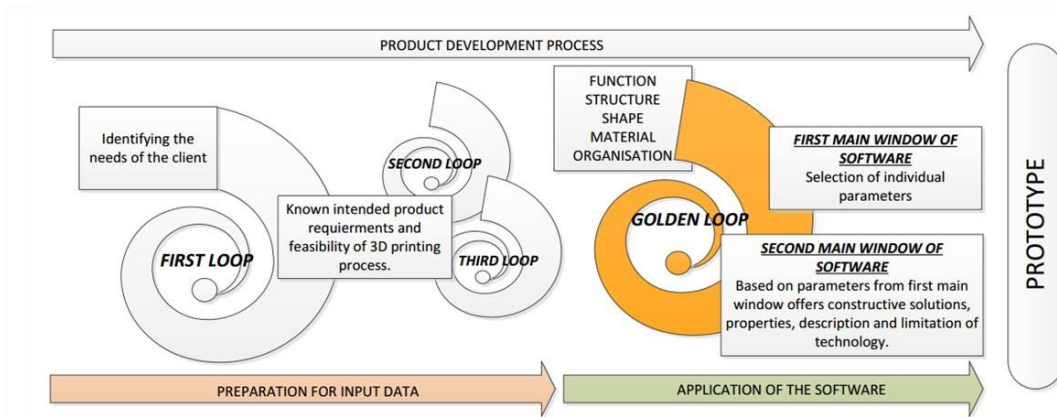 PRODUCT DEVELOPMENT PROCESS
Identifying the
needs of the client
FIRST LOOP
SECOND LOOP
Known intended product
requierments and
feasibility of 3D printing
process.
THIRD LOOP
FUNCTION
STRUCTURE
SHAPE
MATERIAL
ORGANISATION
GOLDEN LOOP
FIRST MAIN WINDOW OF
SOFTWARE
Selection of individual
parameters
SECOND MAIN WINDOW OF
SOFTWARE
Based on parameters from first main
window offers constructive solutions,
properties, description and limitation of
technology.
PROTOTYPE
PREPARATION FOR INPUT DATA
APPLICATION OF THE SOFTWARE